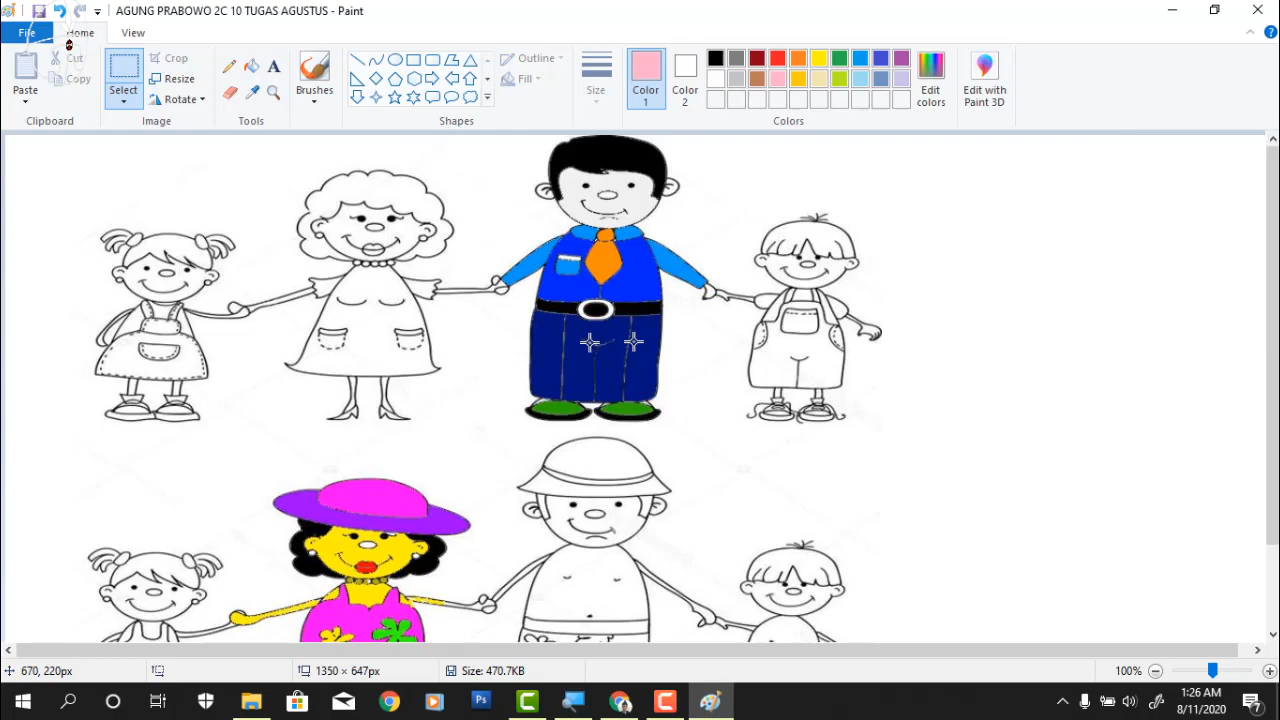 AGUNG PRABOWO 2C 10 TUGAS AGUSTUS - Paint
File Home View
Paste
Cut
Copy
Clipboard
Select
Crop
Resize
Rotate
Image
A
Tools
Brushes
Shapes
Outline
Fill
Size
Color 1
Color 2
Edit colors
Colors
Edit with Paint 3D
670, 220px
1350 × 647px
Size: 470.7KB
100%
Ps
1:26 AM
8/11/2020
7